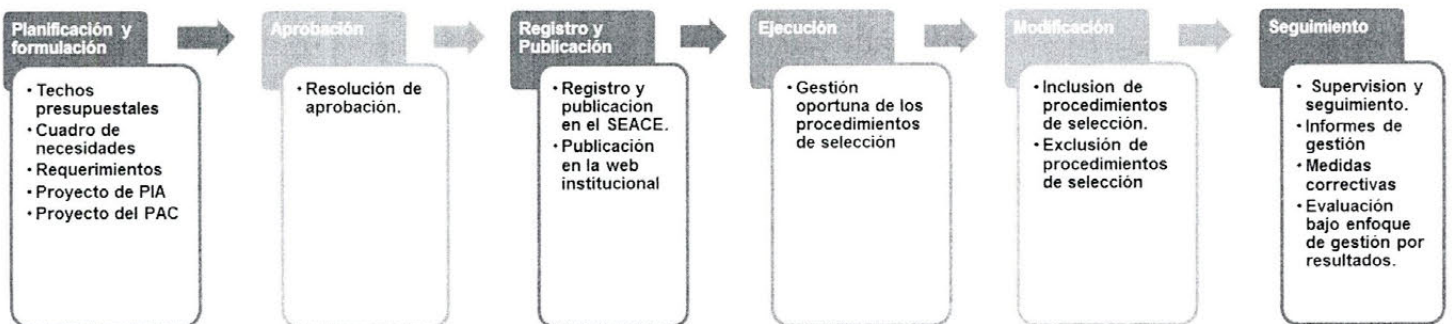 Planificación y
formulación
• Techos
presupuestales
• Cuadro de
necesidades
• Requerimientos
• Proyecto de PIA
• Proyecto del PAC
Aprobación
• Resolución de
aprobación.
Registro y
Publicación
• Registro y
publicacion
en el SEACE.
• Publicación
en la web
institucional
Ejecución
• Gestión
oportuna de los
procedimientos
de selección
Modificación
• Inclusion de
procedimientos
de selección.
• Exclusión de
procedimientos
de selección
Seguimiento
• Supervision y
seguimiento.
• Informes de
gestión
• Medidas
correctivas
• Evaluación
bajo enfoque
de gestión por
resultados.